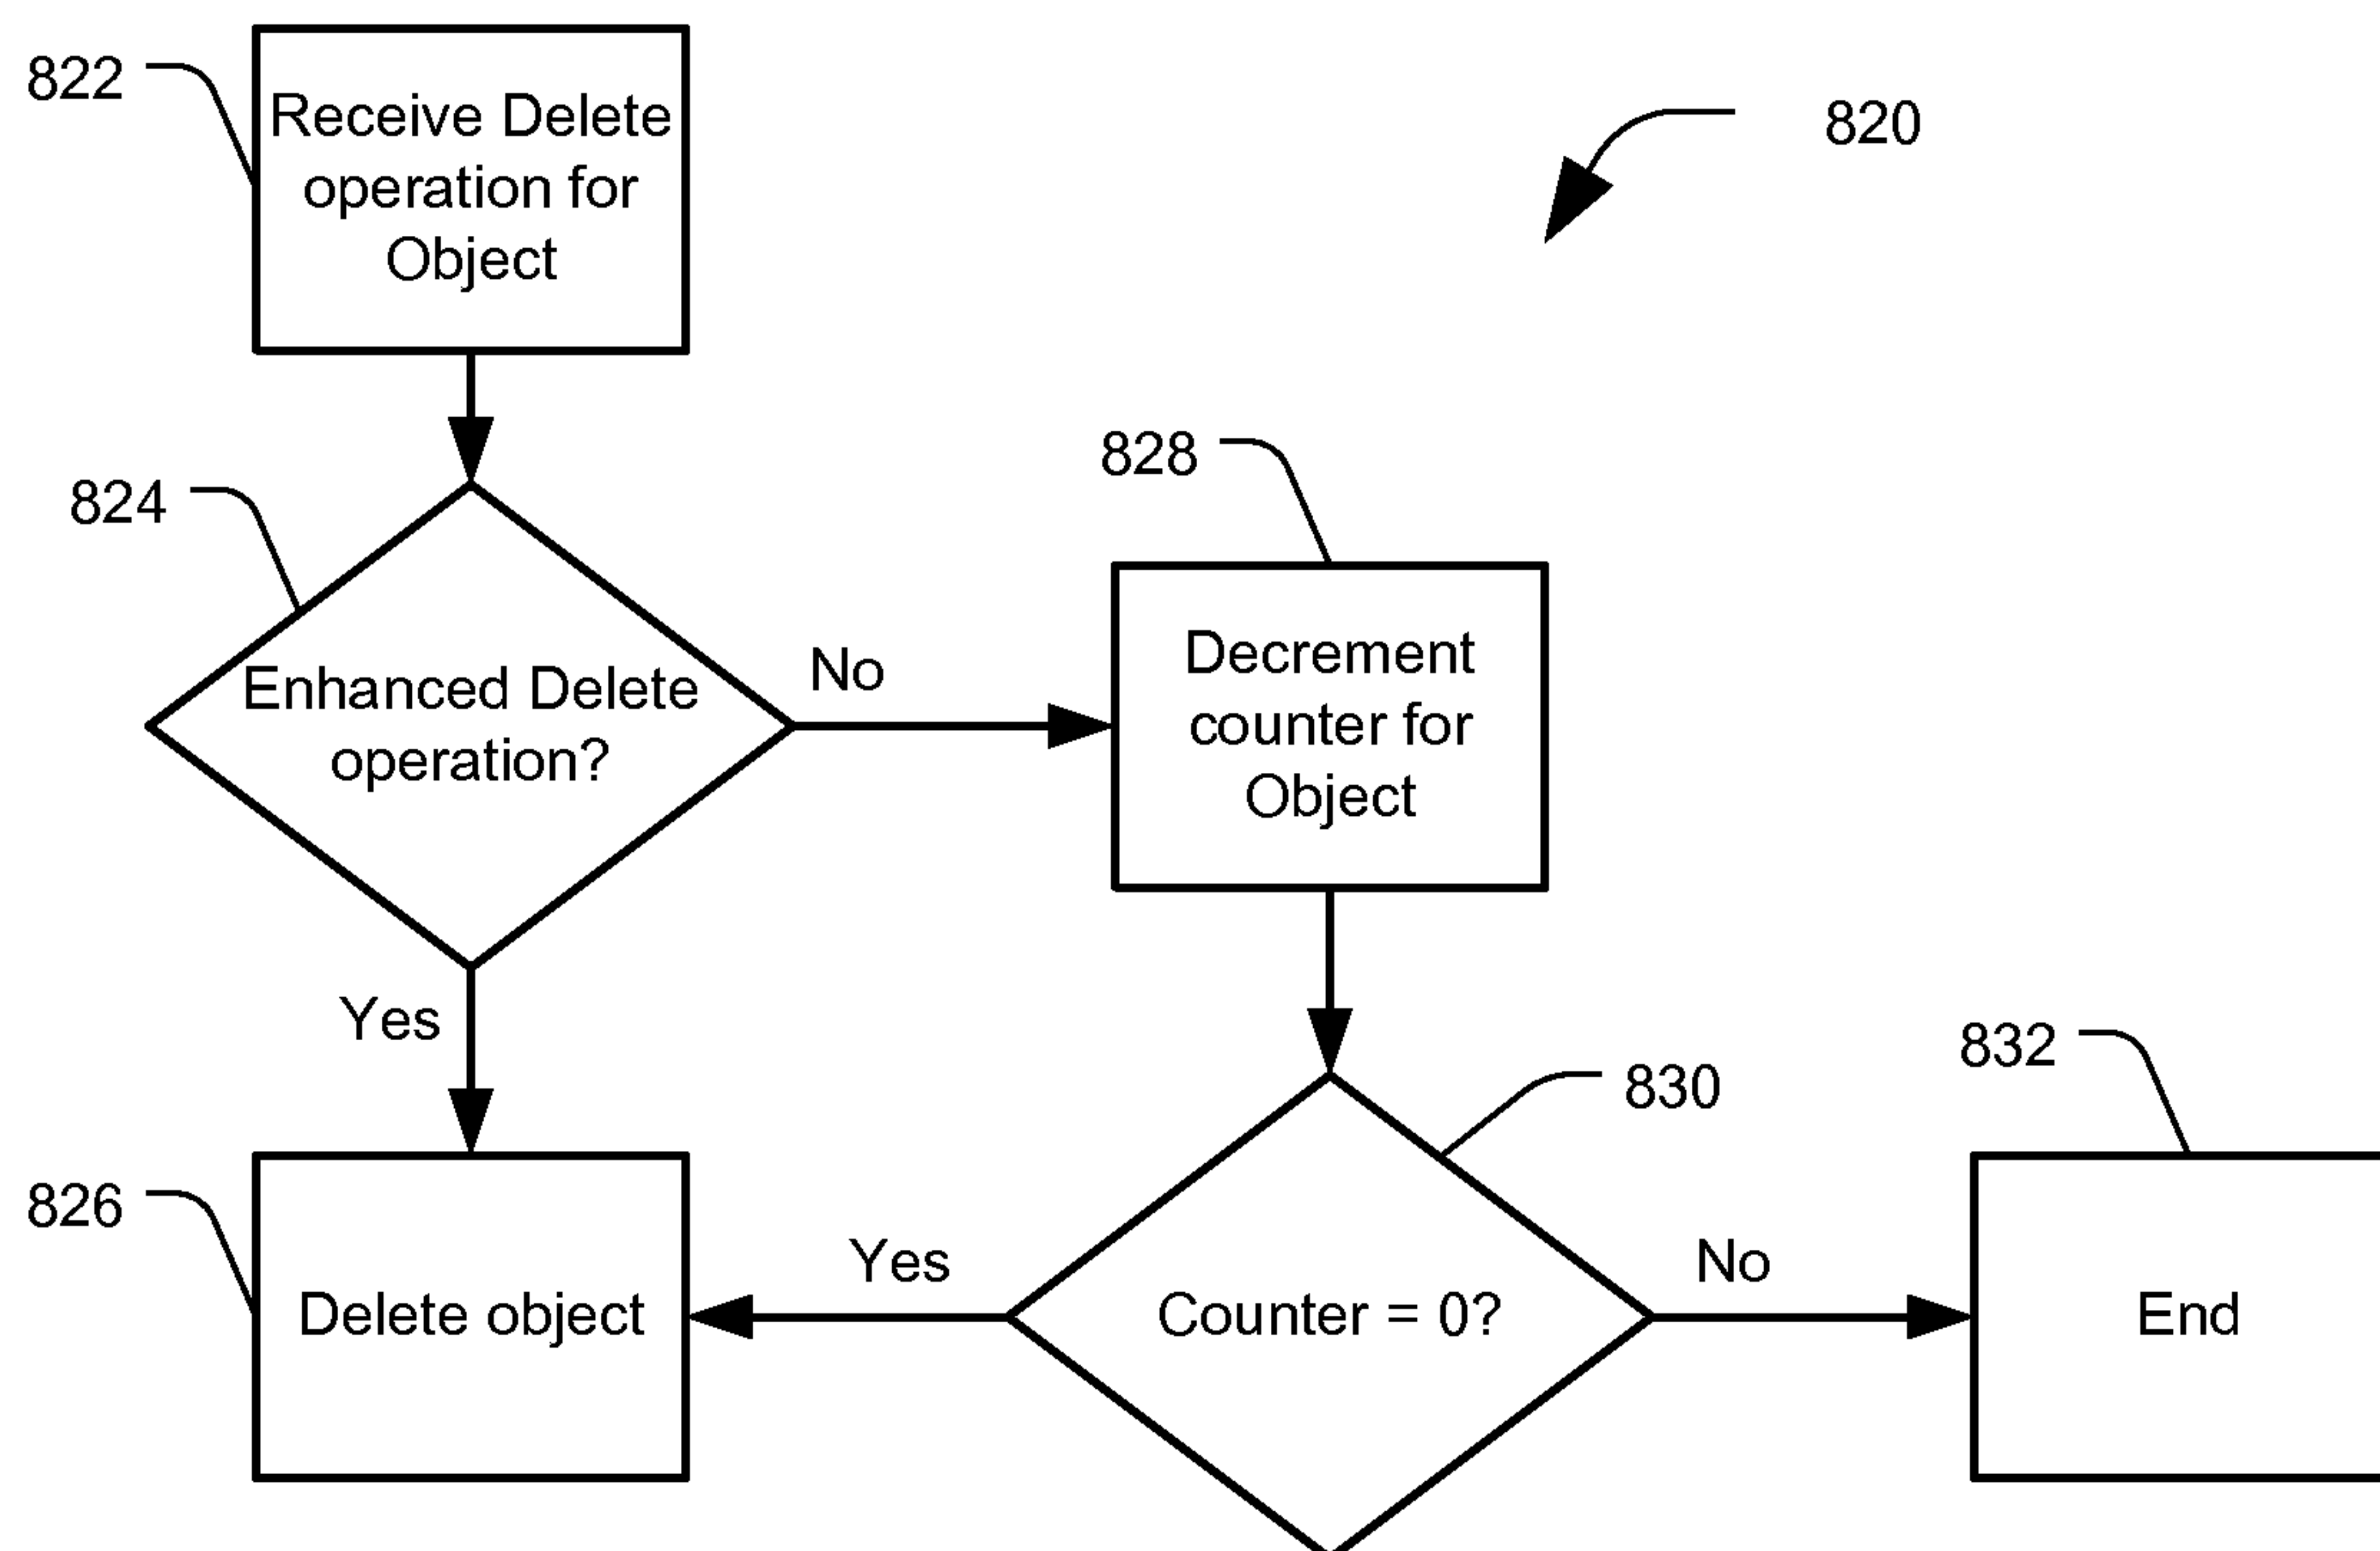 822
Receive Delete
operation for
Object
820
824
Enhanced Delete
operation?
No
828
Decrement
counter for
Object
Yes
826
Delete object
Yes
830
Counter = 0?
No
832
End